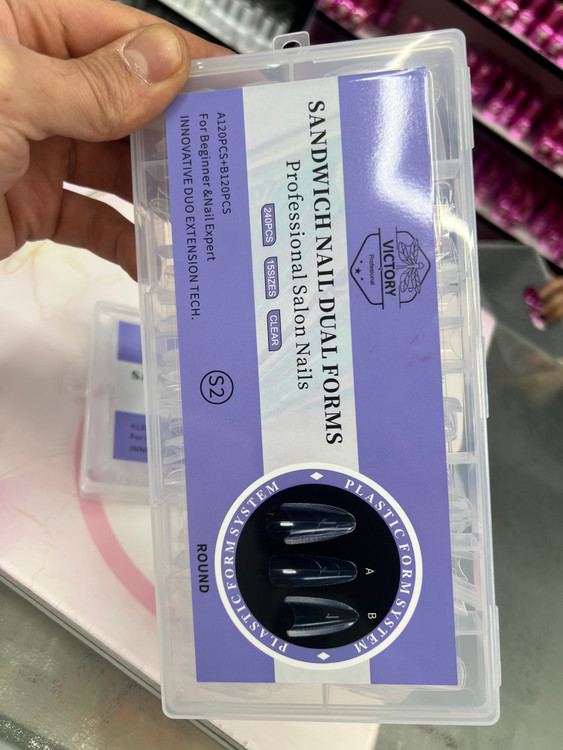 VICTORY
Professional
SANDWICH NAIL DUAL FORMS
Professional Salon Nails
240PCS
15SIZES
CLEAR
A120PCS+B120PCS
For Beginner &Nail Expert
INNOVATIVE DUO EXTENSION TECH.
S2
ROUND
PLASTIC FORM SYSTEM
PLASTIC FORM SYSTEM
A
B